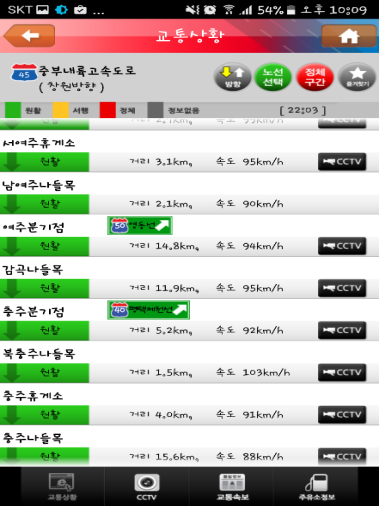 SKT 54% 오후 10:09
교통상황
45 중부내륙고속도로
(창원방향)
방향 노선선택 정체구간 즐겨찾기
원활 서행 정체 정보없음 [ 22:03 ]
서여주휴게소
원활 거리 3.1km, 속도 95km/h CCTV
남여주나들목
원활 거리 2.1km, 속도 90km/h
여주분기점 50 영동선
원활 거리 14.8km, 속도 94km/h CCTV
감곡나들목
원활 거리 11.9km, 속도 95km/h CCTV
충주분기점 40 평택제천선
원활 거리 5.2km, 속도 92km/h CCTV
북충주나들목
원활 거리 1.5km, 속도 103km/h CCTV
충주휴게소
원활 거리 4.0km, 속도 91km/h CCTV
충주나들목
원활 거리 15.6km, 속도 88km/h CCTV
교통상황 CCTV 교통속보 주유소정보